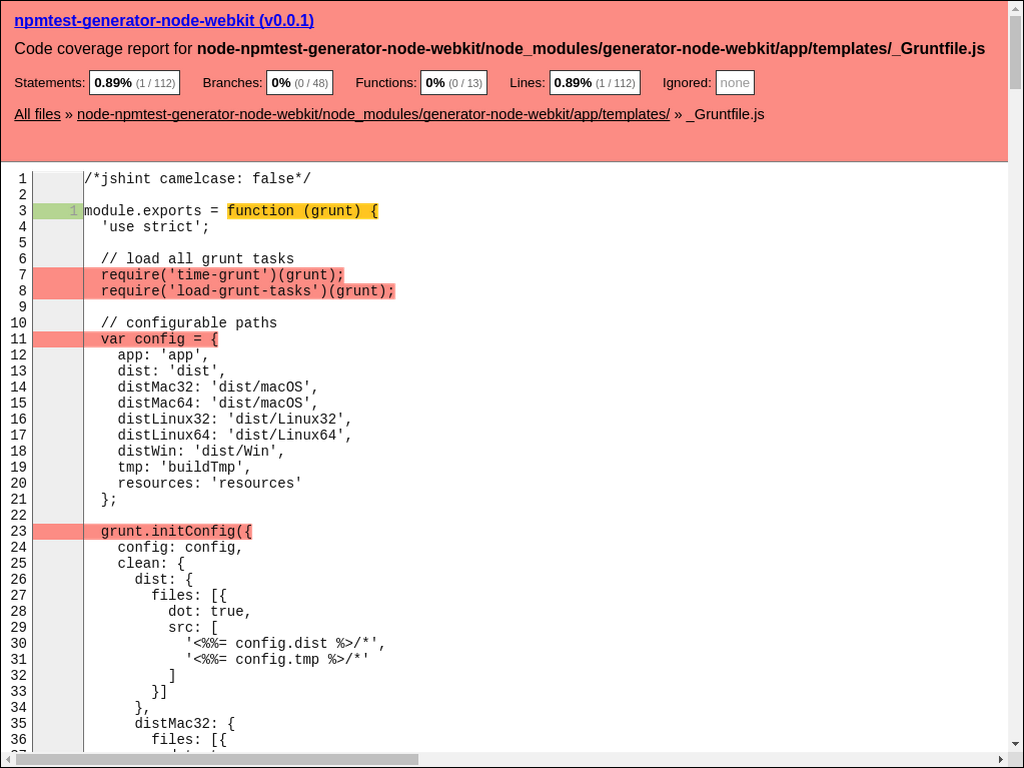 npmtest-generator-node-webkit (v0.0.1)
Code coverage report for node-npmtest-generator-node-webkit/node_modules/generator-node-webkit/app/templates/_Gruntfile.js
Statements: 0.89% (1 / 112) Branches: 0% (0 / 48) Functions: 0% (0 / 13) Lines: 0.89% (1 / 112) Ignored: none
All files » node-npmtest-generator-node-webkit/node_modules/generator-node-webkit/app/templates/ » _Gruntfile.js
1 /*jshint camelcase: false*/
2
3 1 module.exports = function (grunt) {
4 'use strict';
5
6 // load all grunt tasks
7 require('time-grunt')(grunt);
8 require('load-grunt-tasks')(grunt);
9
10 // configurable paths
11 var config = {
12 app: 'app',
13 dist: 'dist',
14 distMac32: 'dist/macOS',
15 distMac64: 'dist/macOS',
16 distLinux32: 'dist/Linux32',
17 distLinux64: 'dist/Linux64',
18 distWin: 'dist/Win',
19 tmp: 'buildTmp',
20 resources: 'resources'
21 };
22
23 grunt.initConfig({
24 config: config,
25 clean: {
26 dist: {
27 files: [{
28 dot: true,
29 src: [
30 '<%%= config.dist %>/*',
31 '<%%= config.tmp %>/*'
32 ]
33 }]
34 },
35 distMac32: {
36 files: [{